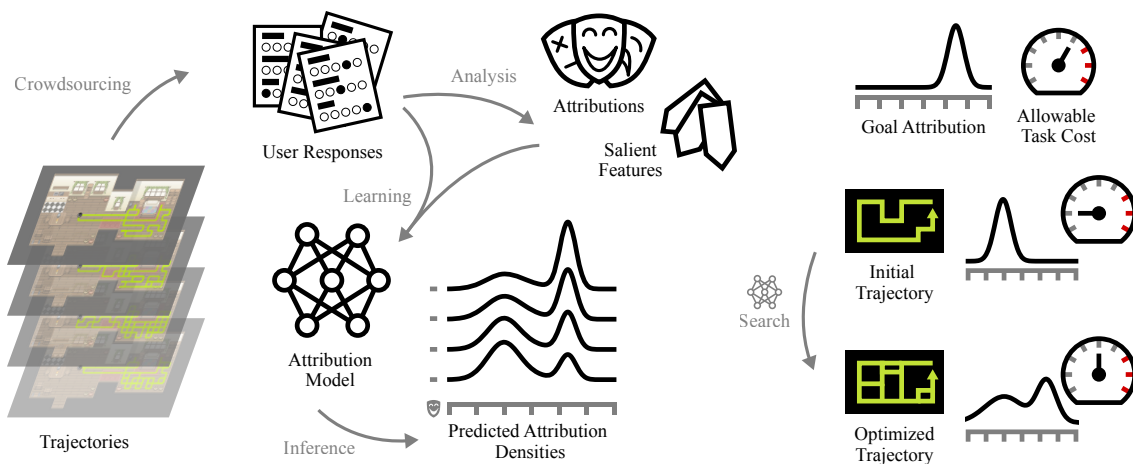 Crowdsourcing
Trajectories
User Responses
Analysis
Attributions
Salient
Features
Learning
Attribution
Model
Inference
Predicted Attribution
Densities
Goal Attribution
Allowable
Task Cost
Initial
Trajectory
Search
Optimized
Trajectory